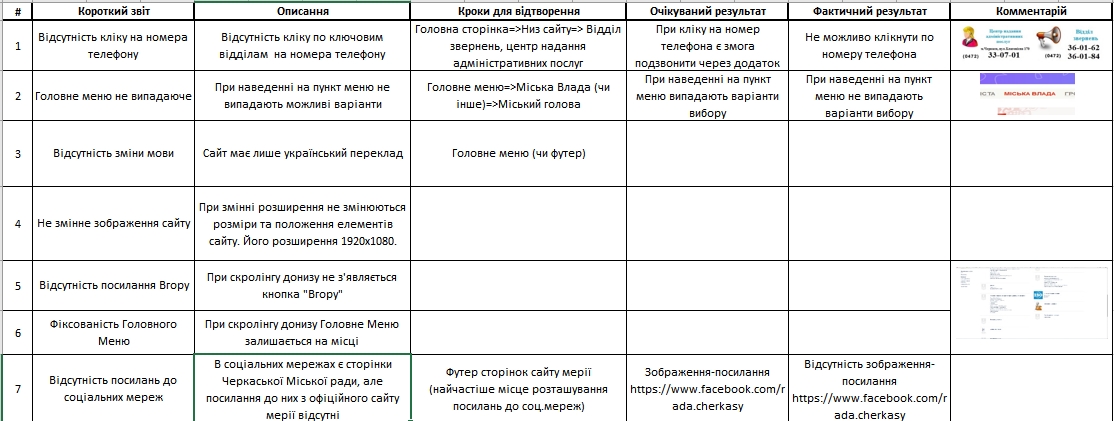 # Короткий звіт Описання Кроки для відтворення Очікуваний результат Фактичний результат Комментарій
1
Відсутність кліку на номера
телефону
Відсутність кліку по ключовим
відділам на номера телефону
Головна сторінка=>Низ сайту=> Відділ
звернень, центр надання
адміністративних послуг
При кліку на номер
телефона є змога
подзвонити через додаток
Не можливо клікнути по
номеру телефона
Центр надання
адміністративних
послуг
(0472) 33-07-01
Відділ
звернень
36-01-62
(0472) 36-01-84
2
Головне меню не випадаюче
При наведенні на пункт меню не
випадають можливі варіанти
Головне меню=>Міська Влада (чи
інше)=>Міський голова
При наведенні на пункт
меню випадають варіанти
вибору
При наведенні на пункт
меню не випадають
варіанти вибору
ІСТА МІСЬКА ВЛАДА ГР
3
Відсутність зміни мови
Сайт має лише український переклад
Головне меню (чи футер)
4
Не змінне зображення сайту
При змінні розширення не змінюються
розміри та положення елементів
сайту. Його розширення 1920x1080.
5
Відсутність посилання Вгору
При скролінгу донизу не з'являється
кнопка "Вгору"
6
Фіксованість Головного
Меню
При скролінгу донизу Головне Меню
залишається на місці
7
Відсутність посилань до
соціальних мереж
В соціальних мережах є сторінки
Черкаської Міської ради, але
посилання до них з офіційного сайту
мерії відсутні
Футер сторінок сайту мерії
(найчастіше місце розташування
посилань до соц.мереж)
Зображення-посилання
https://www.facebook.com/r
ada.cherkasy
Відсутність зображення-
посилання
https://www.facebook.com/r
ada.cherkasy